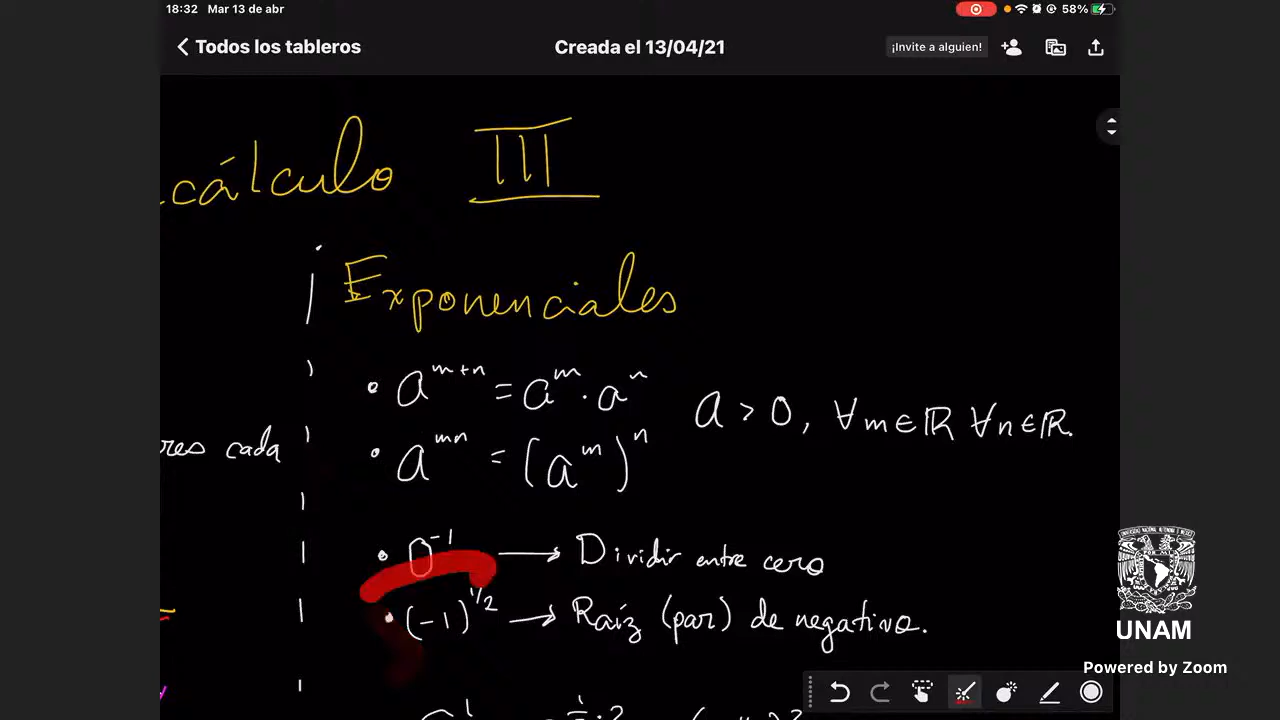 18:32 Mar 13 de abr 58%
Todos los tableros Creada el 13/04/21 ¡Invite a alguien!
cálculo III
Exponenciales
• a^{m+n} = a^m · a^n
a > 0, ∀m∈ℝ ∀n∈ℝ.
• a^{mn} = (a^m)^n
res cada
• 0^{-1} → Dividir entre cero
• (-1)^{1/2} → Raíz (par) de negativo.
UNAM
Powered by Zoom